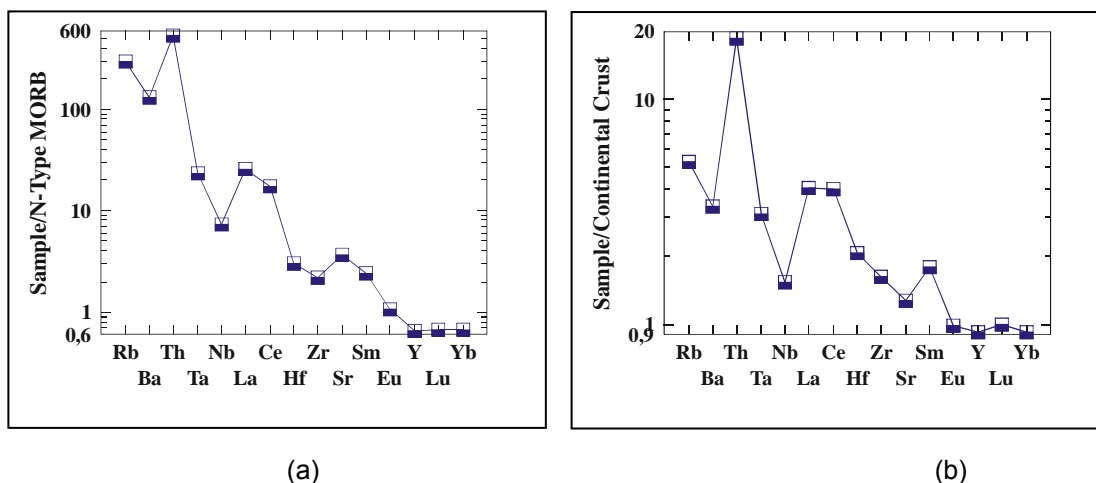 600
100
10
1
0,6
Sample/N-Type MORB
Rb Th Nb Ce Zr Sm Y Yb
Ba Ta La Hf Sr Eu Lu
(a)
20
10
1
0,9
Sample/Continental Crust
Rb Th Nb Ce Zr Sm Y Yb
Ba Ta La Hf Sr Eu Lu
(b)